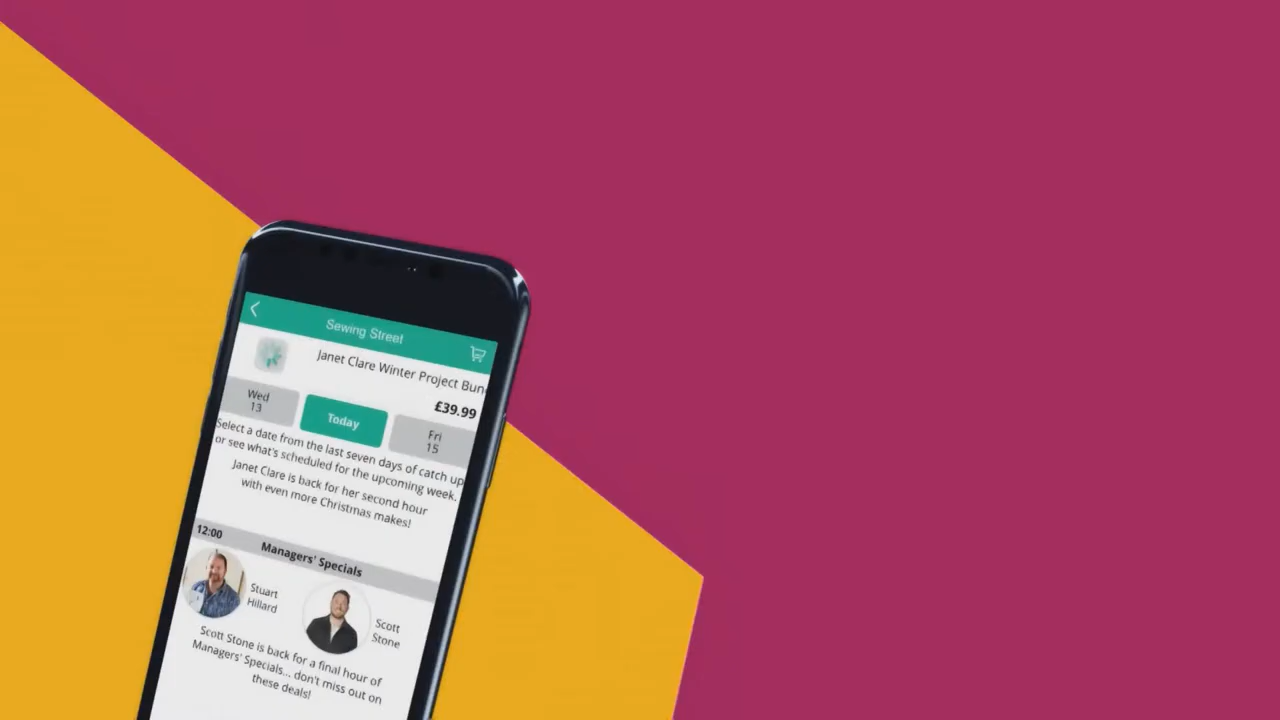 Sewing Street
Janet Clare Winter Project Bun
£39.99
Wed
13
Today
Fri
15
Select a date from the last seven days of catch up
or see what's scheduled for the upcoming week.
Janet Clare is back for her second hour
with even more Christmas makes!
12:00
Managers' Specials
Stuart
Hillard
Scott
Stone
Scott Stone is back for a final hour of
Managers' Specials... don't miss out on
these deals!